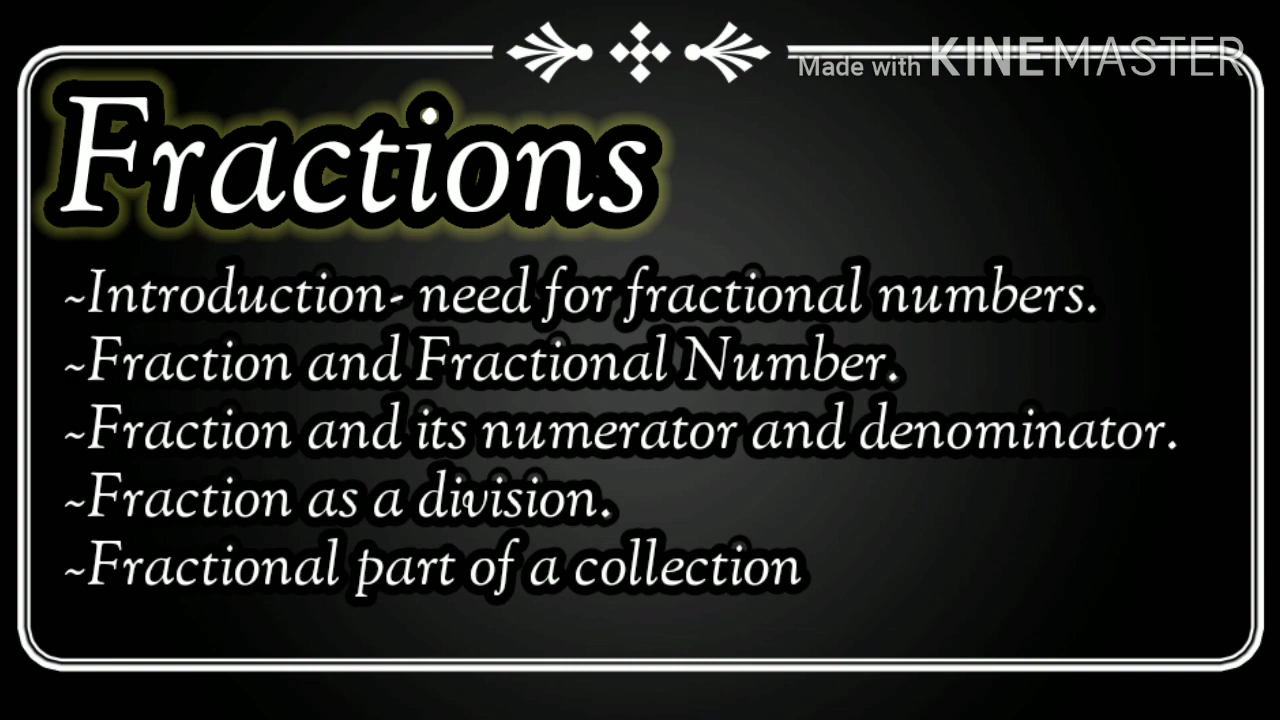 Made with KINEMASTER
Fractions
~Introduction- need for fractional numbers.
~Fraction and Fractional Number.
~Fraction and its numerator and denominator.
~Fraction as a division.
~Fractional part of a collection